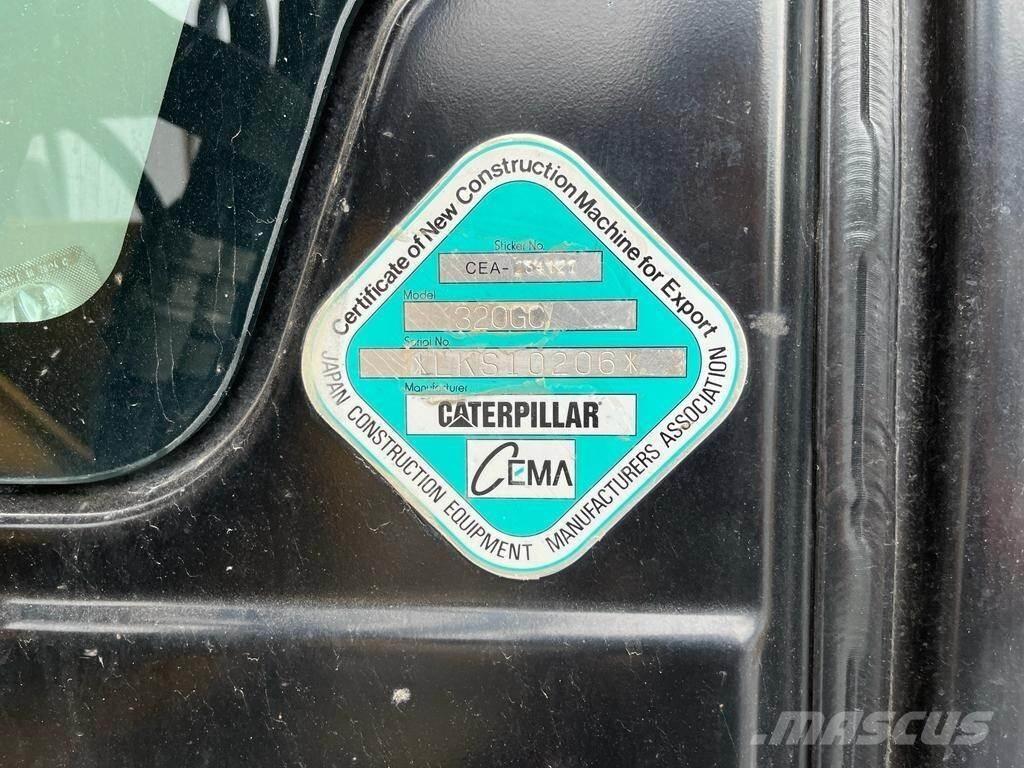 Certificate of New Construction Machine for Export
Sticker No.
CEA-
Model
320GC
Serial No.
*LKS10206*
Manufacturer
CATERPILLAR
CEMA
JAPAN CONSTRUCTION EQUIPMENT MANUFACTURERS ASSOCIATION
MASCUS